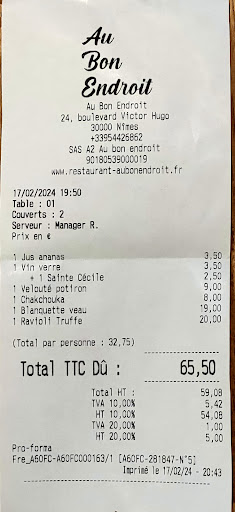 Au
Bon
Endroit
Au Bon Endroit
24, boulevard Victor Hugo
30000 Nîmes
+33954426862
SAS A2 Au bon endroit
90180539000019
www.restaurant-aubonendroit.fr
17/02/2024 19:50
Table : 01
Couverts : 2
Serveur : Manager R.
Prix en €
1 Jus ananas 3,50
1 Vin verre 3,50
+ 1 Sainte Cécile 2,50
1 Velouté potiron 9,00
1 Chakchouka 8,00
1 Blanquette veau 19,00
1 Ravioli Truffe 20,00
(Total par personne : 32,75)
Total TTC Dû : 65,50
Total HT : 59,08
TVA 10,00% 5,42
HT 10,00% 54,08
TVA 20,00% 1,00
HT 20,00% 5,00
Pro-forma
Fre_A60FC-A60FC000163/1 [A60FC-281847-N°5]
Imprimé le 17/02/24 - 20:43